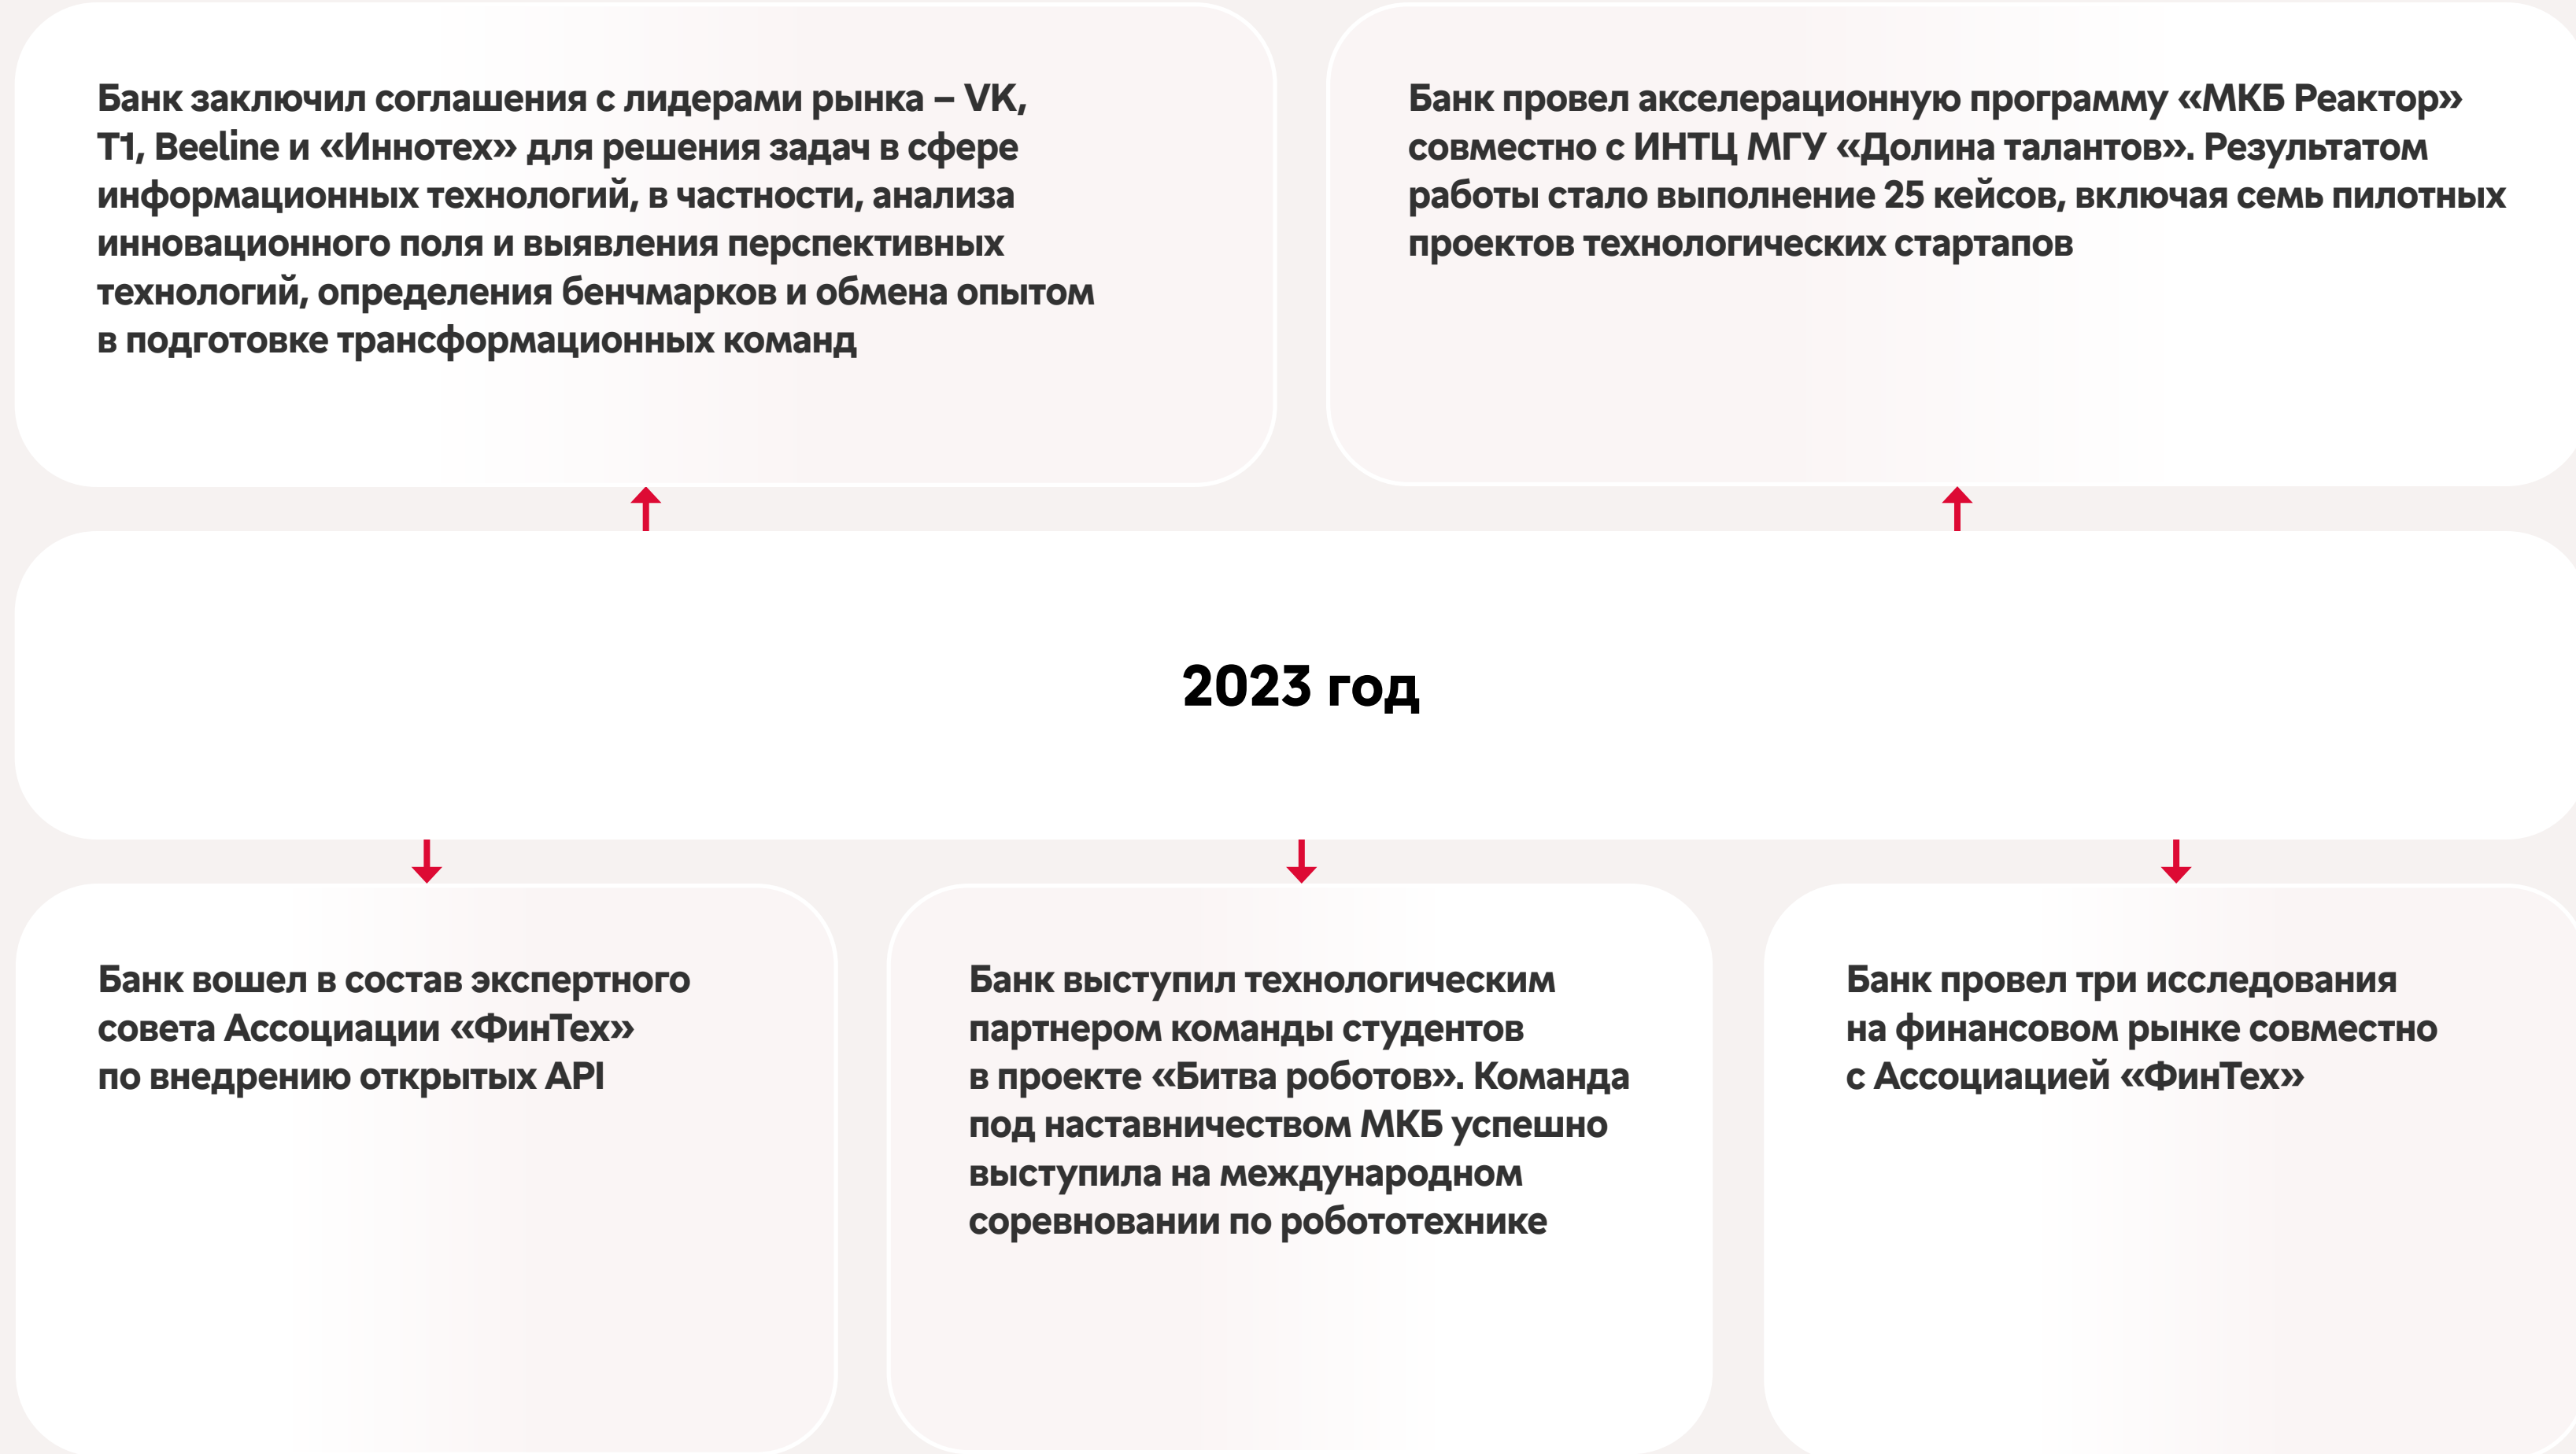 Банк заключил соглашения с лидерами рынка – VK,
Т1, Beeline и «Иннотех» для решения задач в сфере
информационных технологий, в частности, анализа
инновационного поля и выявления перспективных
технологий, определения бенчмарков и обмена опытом
в подготовке трансформационных команд
Банк провел акселерационную программу «МКБ Реактор»
совместно с ИНТЦ МГУ «Долина талантов». Результатом
работы стало выполнение 25 кейсов, включая семь пилотных
проектов технологических стартапов
2023 год
Банк вошел в состав экспертного
совета Ассоциации «ФинТех»
по внедрению открытых API
Банк выступил технологическим
партнером команды студентов
в проекте «Битва роботов». Команда
под наставничеством МКБ успешно
выступила на международном
соревновании по робототехнике
Банк провел три исследования
на финансовом рынке совместно
с Ассоциацией «ФинТех»